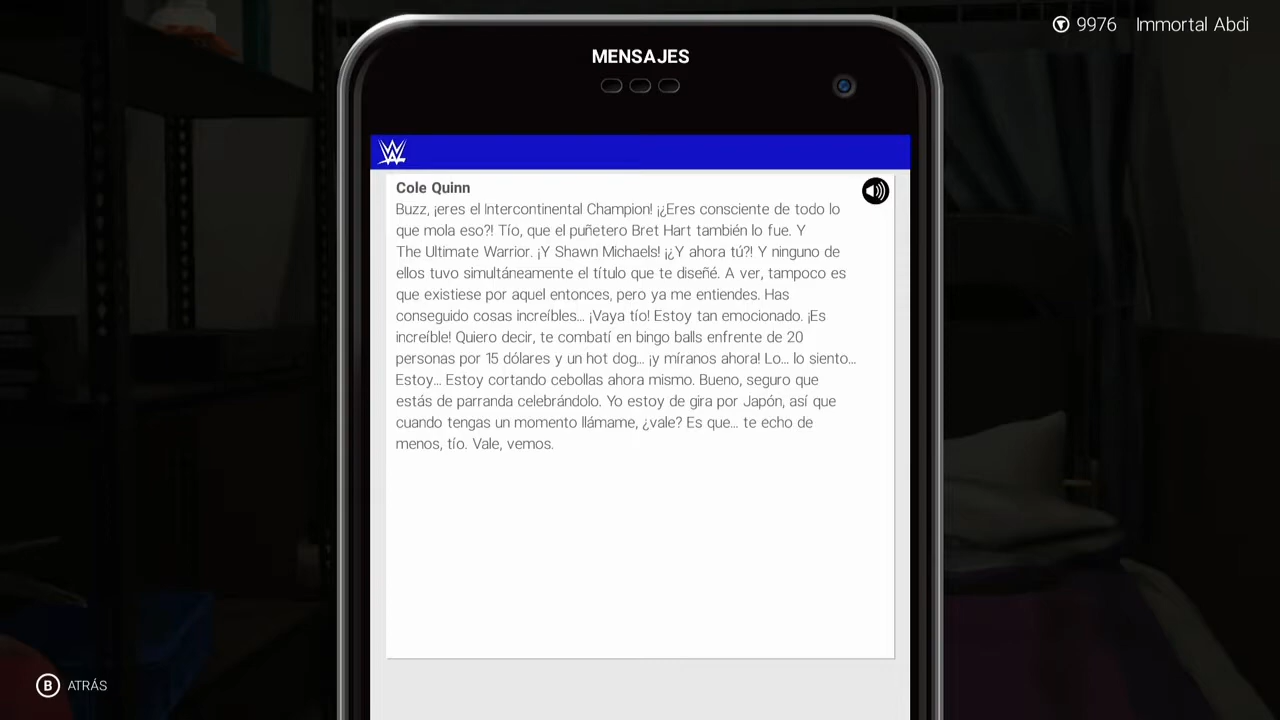 9976 Immortal Abdi
MENSAJES
Cole Quinn
Buzz, ¡eres el Intercontinental Champion! ¡¿Eres consciente de todo lo
que mola eso?! Tío, que el puñetero Bret Hart también lo fue. Y
The Ultimate Warrior. ¡Y Shawn Michaels! ¡¿Y ahora tú?! Y ninguno de
ellos tuvo simultáneamente el título que te diseñé. A ver, tampoco es
que existiese por aquel entonces, pero ya me entiendes. Has
conseguido cosas increíbles... ¡Vaya tío! Estoy tan emocionado. ¡Es
increíble! Quiero decir, te combatí en bingo balls enfrente de 20
personas por 15 dólares y un hot dog... ¡y míranos ahora! Lo... lo siento...
Estoy... Estoy cortando cebollas ahora mismo. Bueno, seguro que
estás de parranda celebrándolo. Yo estoy de gira por Japón, así que
cuando tengas un momento llámame, ¿vale? Es que... te echo de
menos, tío. Vale, vemos.
B ATRÁS